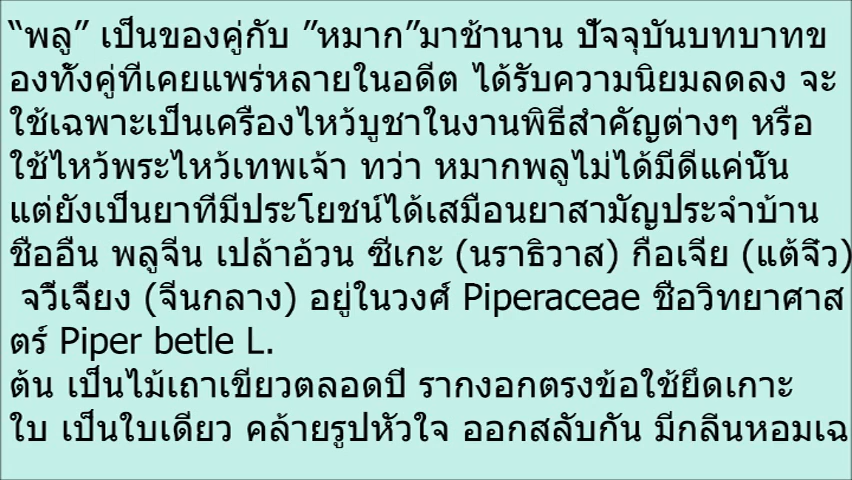 “พลู” เป็นของคู่กับ ”หมาก”มาช้านาน ปัจจุบันบทบาทข
องทั้งคู่ที่เคยแพร่หลายในอดีต ได้รับความนิยมลดลง จะ
ใช้เฉพาะเป็นเครื่องไหว้บูชาในงานพิธีสำคัญต่างๆ หรือ
ใช้ไหว้พระไหว้เทพเจ้า ทว่า หมากพลูไม่ได้มีดีแค่นั้น
แต่ยังเป็นยาที่มีประโยชน์ได้เสมือนยาสามัญประจำบ้าน
ชื่ออื่น พลูจีน เปล้าอ้วน ซีเกะ (นราธิวาส) กื่อเจี่ย (แต้จิ๋ว)
จวี้เจียง (จีนกลาง) อยู่ในวงศ์ Piperaceae ชื่อวิทยาศาส
ตร์ Piper betle L.
ต้น เป็นไม้เถาเขียวตลอดปี รากงอกตรงข้อใช้ยึดเกาะ
ใบ เป็นใบเดี่ยว คล้ายรูปหัวใจ ออกสลับกัน มีกลิ่นหอมเฉ